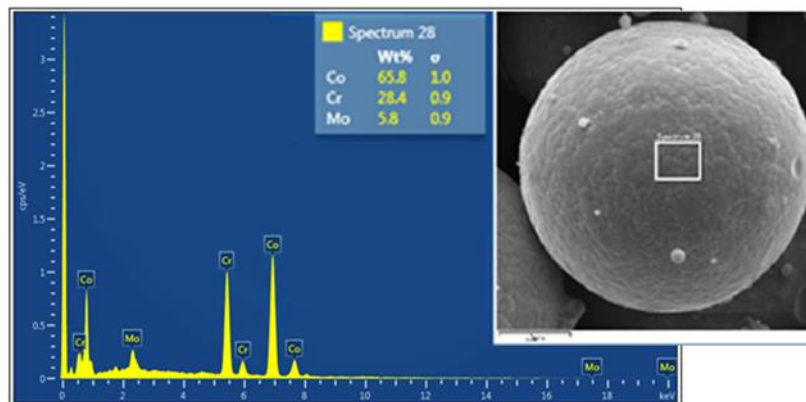 Spectrum 28
Wt% σ
Co 65.8 1.0
Cr 28.4 0.9
Mo 5.8 0.9
Spectrum 28
3
2.5
cps/eV
2
1.5
1
0.5
0
Cr
Co
Mo
Cr
Cr
Co
Co
Mo
Mo
0 2 4 6 8 10 12 14 16 18 keV